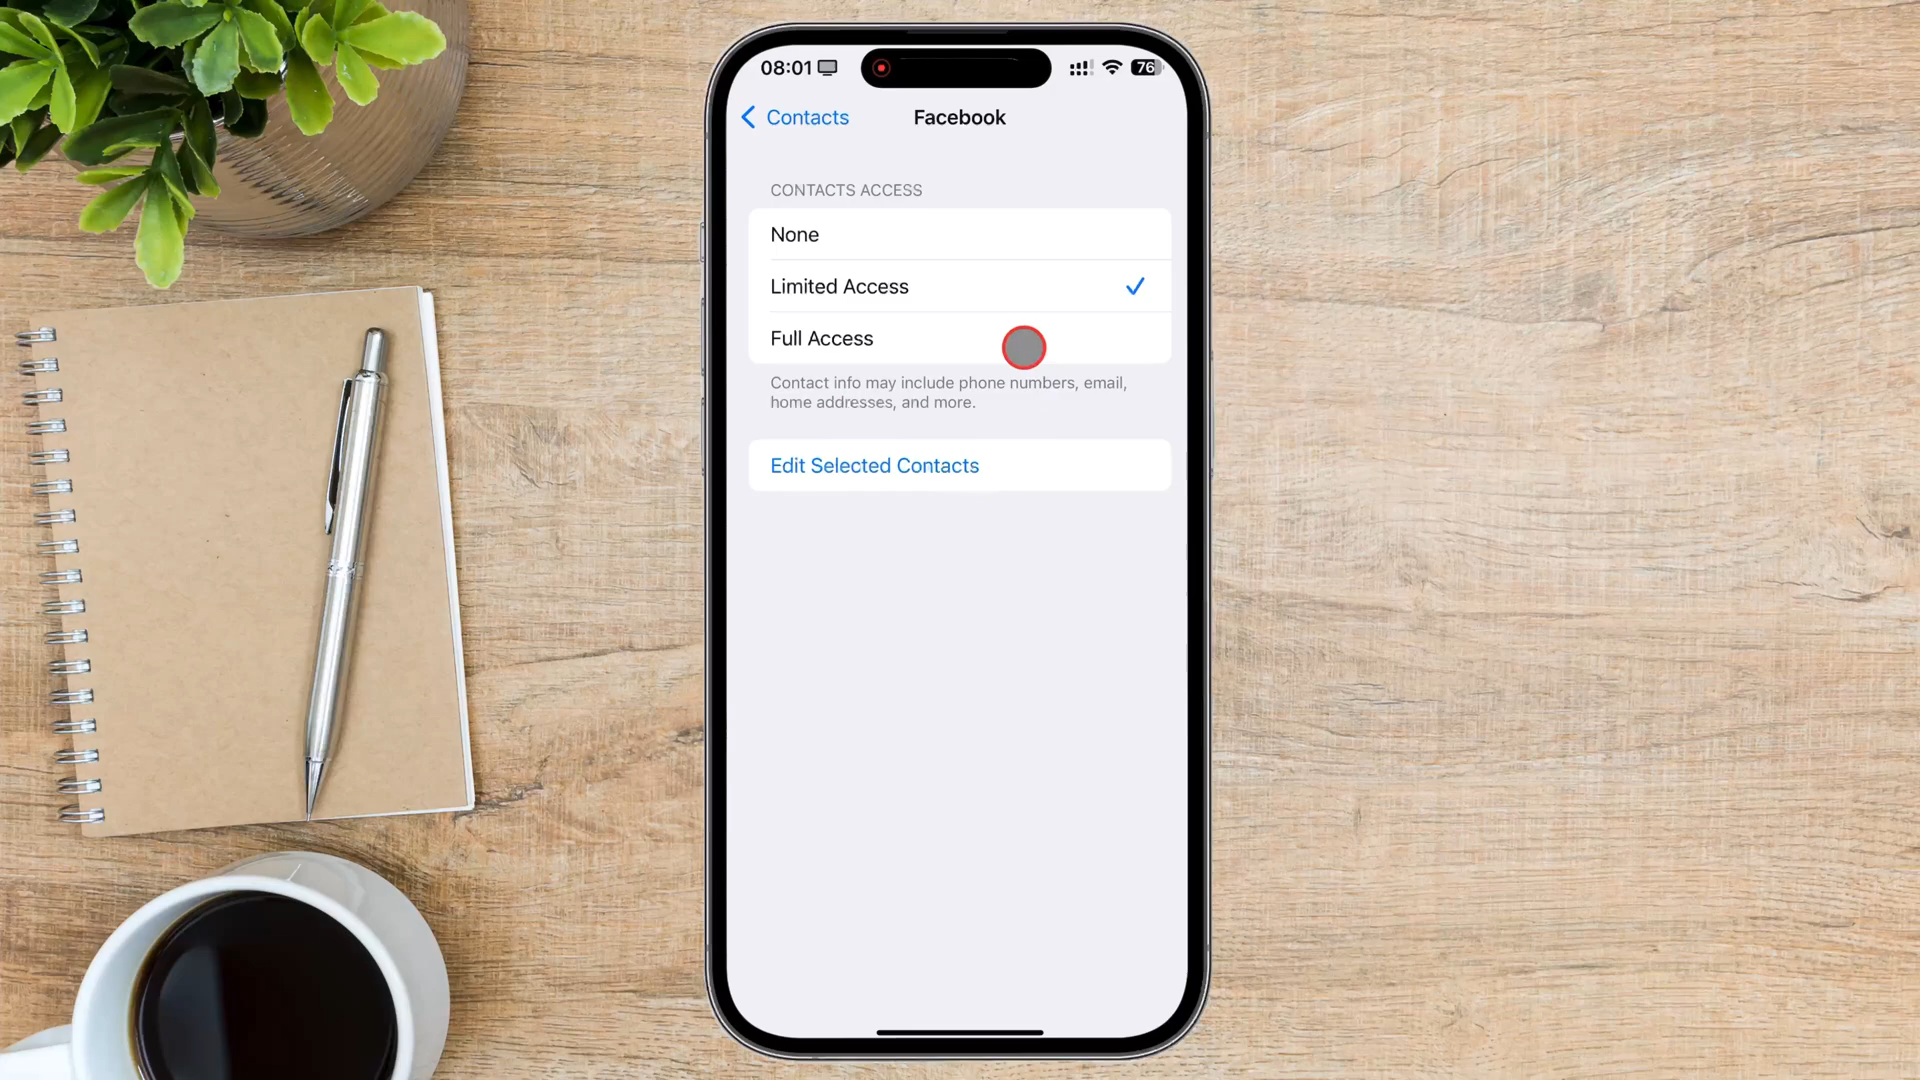 08:01
76
Contacts
Facebook
CONTACTS ACCESS
None
Limited Access
Full Access
Contact info may include phone numbers, email,
home addresses, and more.
Edit Selected Contacts